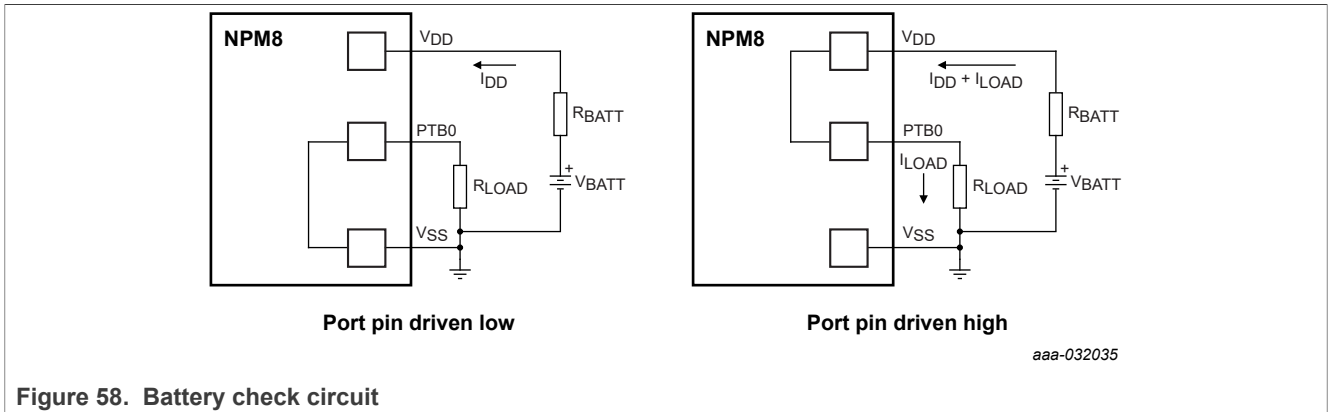 NPM8
VDD
IDD
RBATT
PTB0
RLOAD
+
VBATT
VSS
Port pin driven low
NPM8
VDD
IDD + ILOAD
RBATT
PTB0
ILOAD
RLOAD
+
VBATT
VSS
Port pin driven high
aaa-032035
Figure 58. Battery check circuit